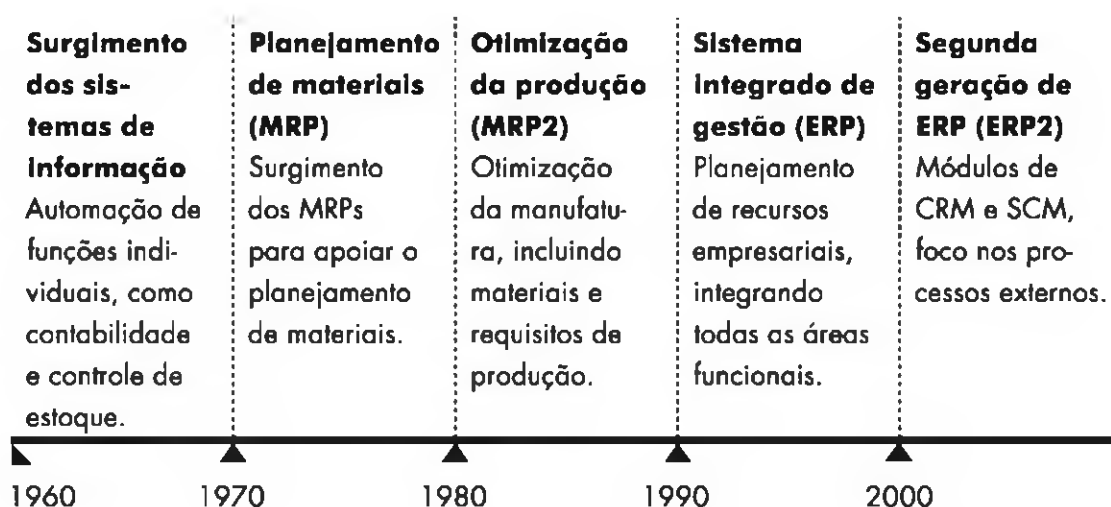 Surgimento
dos sis-
temas de
informação
Automação de
funções indi-
viduais, como
contabilidade
e controle de
estoque.
Planejamento
de materiais
(MRP)
Surgimento
dos MRPs
para apoiar o
planejamento
de materiais.
Otimização
da produção
(MRP2)
Otimização
da manufatu-
ra, incluindo
materiais e
requisitos de
produção.
Sistema
integrado de
gestão (ERP)
Planejamento
de recursos
empresariais,
integrando
todas as áreas
funcionais.
Segunda
geração de
ERP (ERP2)
Módulos de
CRM e SCM,
foco nos pro-
cessos externos.
1960
1970
1980
1990
2000